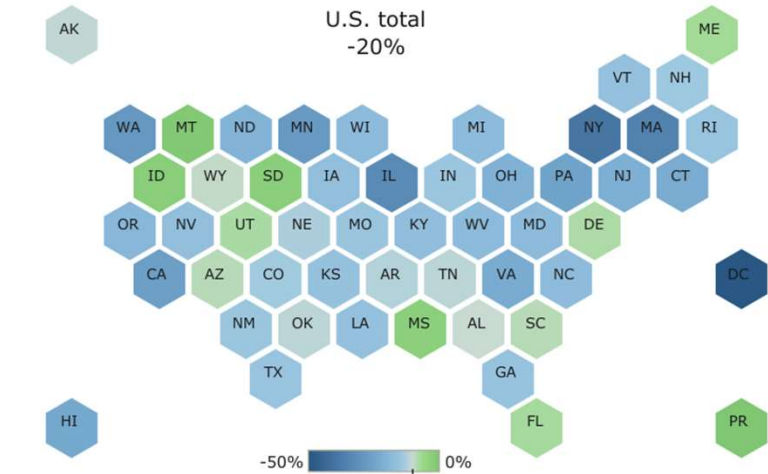 U.S. total
-20%
AK
ME
VT NH
WA MT ND MN WI MI NY MA RI
ID WY SD IA IL IN OH PA NJ CT
OR NV UT NE MO KY WV MD DE
CA AZ CO KS AR TN VA NC DC
NM OK LA MS AL SC
TX GA
HI FL PR
-50% 0%